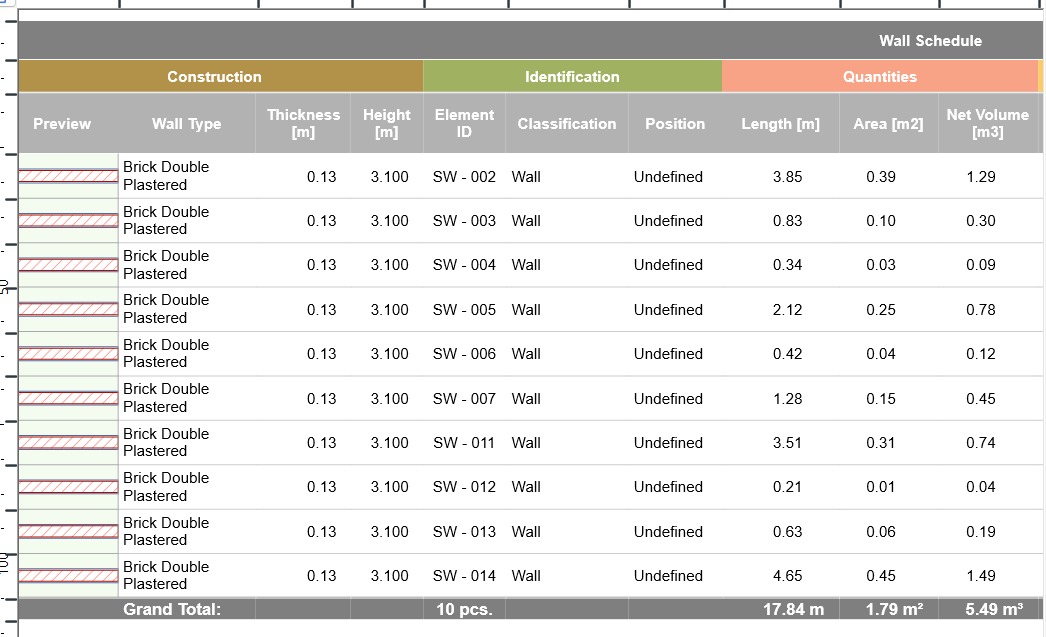 Wall Schedule
Construction Identification Quantities
Preview Wall Type Thickness [m] Height [m] Element ID Classification Position Length [m] Area [m2] Net Volume [m3]
Brick Double Plastered 0.13 3.100 SW - 002 Wall Undefined 3.85 0.39 1.29
Brick Double Plastered 0.13 3.100 SW - 003 Wall Undefined 0.83 0.10 0.30
Brick Double Plastered 0.13 3.100 SW - 004 Wall Undefined 0.34 0.03 0.09
Brick Double Plastered 0.13 3.100 SW - 005 Wall Undefined 2.12 0.25 0.78
Brick Double Plastered 0.13 3.100 SW - 006 Wall Undefined 0.42 0.04 0.12
Brick Double Plastered 0.13 3.100 SW - 007 Wall Undefined 1.28 0.15 0.45
Brick Double Plastered 0.13 3.100 SW - 011 Wall Undefined 3.51 0.31 0.74
Brick Double Plastered 0.13 3.100 SW - 012 Wall Undefined 0.21 0.01 0.04
Brick Double Plastered 0.13 3.100 SW - 013 Wall Undefined 0.63 0.06 0.19
Brick Double Plastered 0.13 3.100 SW - 014 Wall Undefined 4.65 0.45 1.49
Grand Total: 10 pcs. 17.84 m 1.79 m² 5.49 m³
50
100